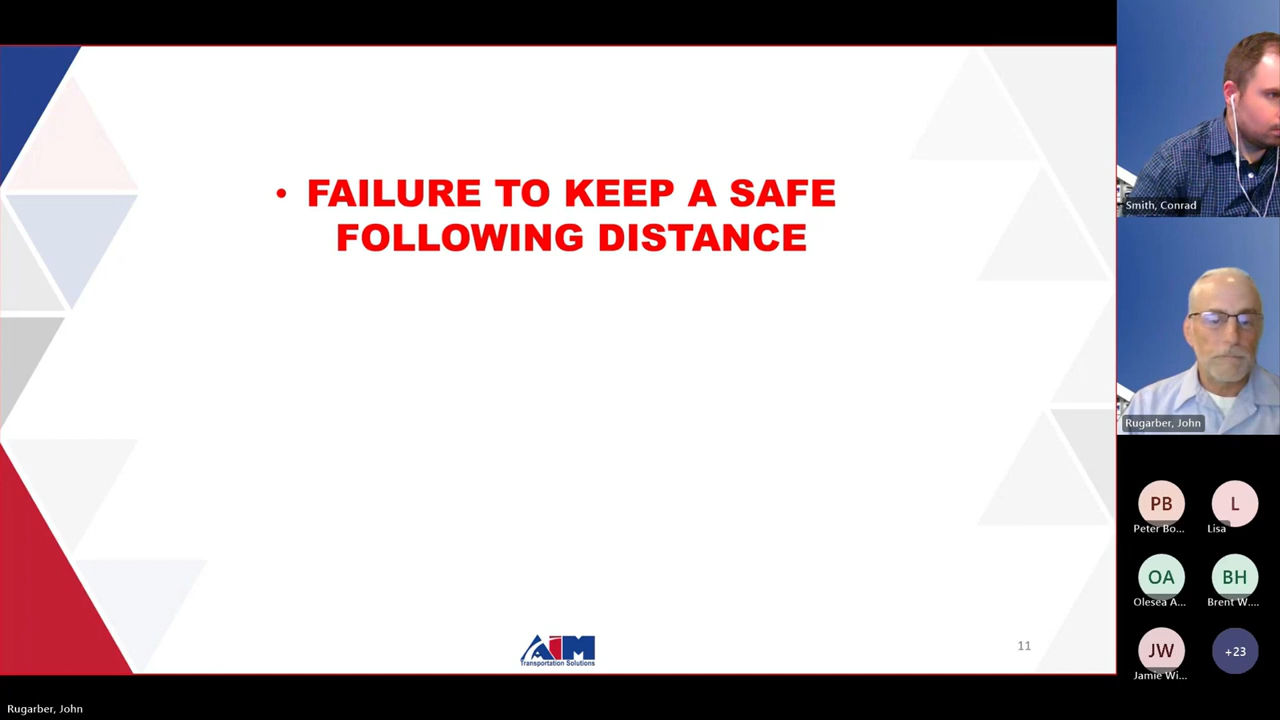 • FAILURE TO KEEP A SAFE
FOLLOWING DISTANCE
AIM
Transportation Solutions
11
Smith, Conrad
Rugarber, John
PB
L
Peter Bo...
Lisa
OA
BH
Olesea A...
Brent W....
JW
+23
Jamie Wi...
Rugarber, John